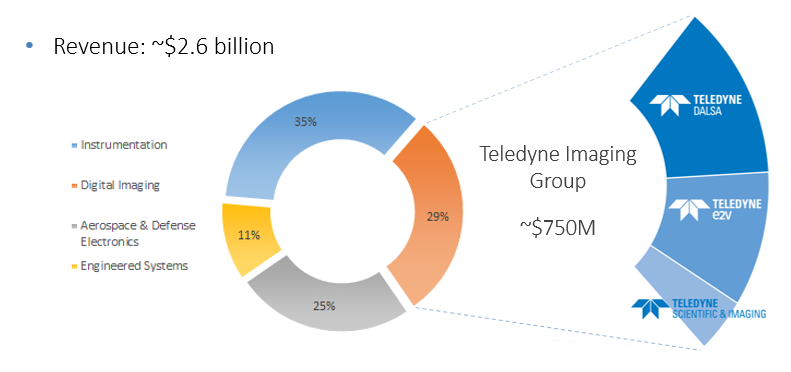 • Revenue: ~$2.6 billion
Instrumentation
Digital Imaging
Aerospace & Defense
Electronics
Engineered Systems
35%
29%
25%
11%
Teledyne Imaging
Group
~$750M
TELEDYNE
DALSA
TELEDYNE
e2v
TELEDYNE
SCIENTIFIC & IMAGING